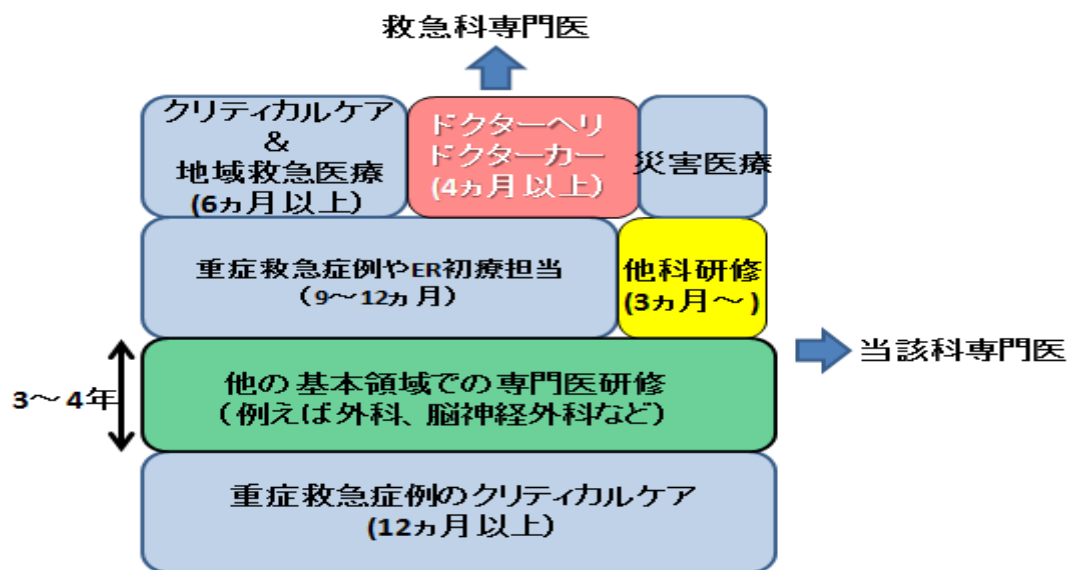 救急科専門医
クリティカルケア
&
地域救急医療
(6ヵ月以上)
ドクターヘリ
ドクターカー
(4ヵ月以上)
災害医療
重症救急症例やER初療担当
（9～12ヵ月）
他科研修
(3ヵ月～)
当該科専門医
3～4年
他の基本領域での専門医研修
（例えば外科、脳神経外科など）
重症救急症例のクリティカルケア
(12ヵ月以上)